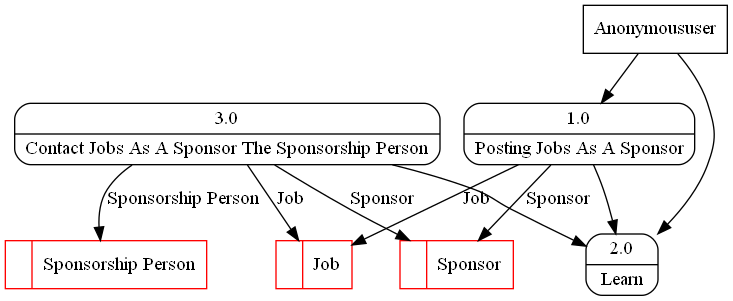 Anonymoususer
3.0
Contact Jobs As A Sponsor The Sponsorship Person
1.0
Posting Jobs As A Sponsor
Sponsorship Person
Job
Sponsor
Job
Sponsor
Sponsorship Person
Job
Sponsor
2.0
Learn